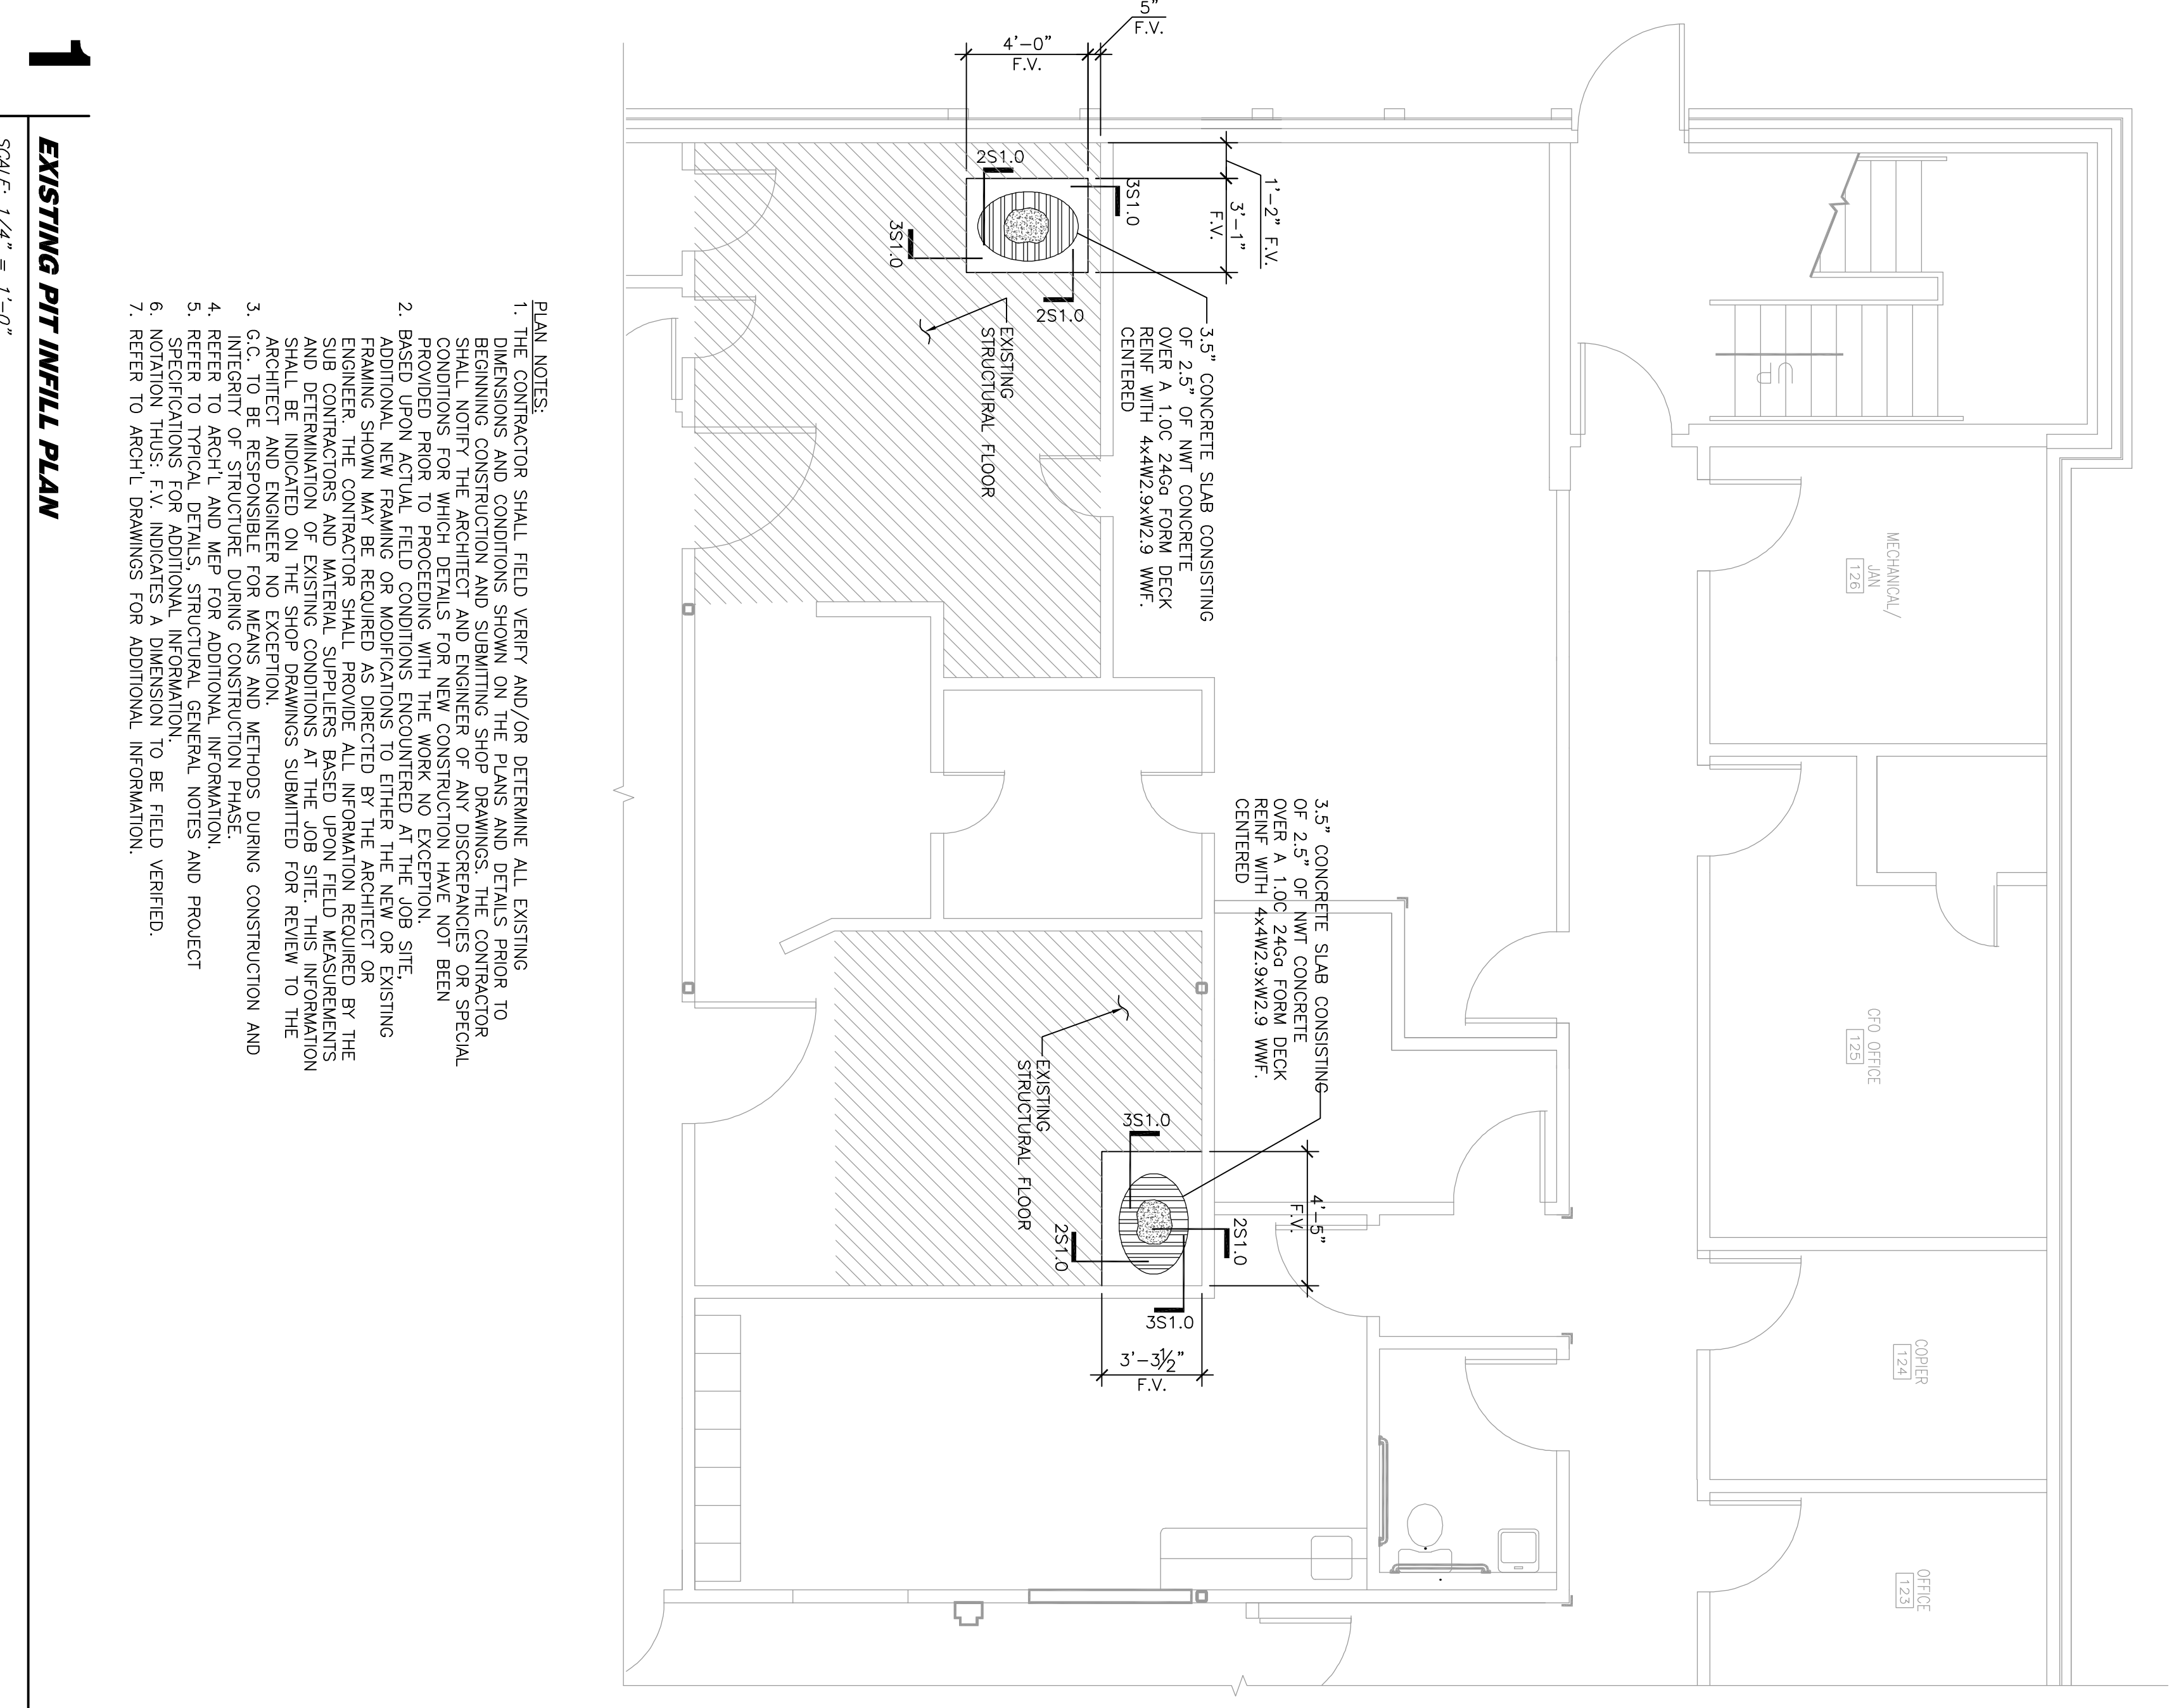 5"
F.V.
4'-0"
F.V.
1'-2" F.V.
3'-1"
F.V.
2S1.0
3S1.0
3S1.0
2S1.0
3.5" CONCRETE SLAB CONSISTING
OF 2.5" OF NWT CONCRETE
OVER A 1.0C 24Ga FORM DECK
REINF WITH 4x4W2.9xW2.9 WWF.
CENTERED
EXISTING
STRUCTURAL FLOOR
UP
MECHANICAL/
JAN
126
CFO OFFICE
125
COPIER
124
OFFICE
123
3.5" CONCRETE SLAB CONSISTING
OF 2.5" OF NWT CONCRETE
OVER A 1.0C 24Ga FORM DECK
REINF WITH 4x4W2.9xW2.9 WWF.
CENTERED
EXISTING
STRUCTURAL FLOOR
3S1.0
2S1.0
2S1.0
3S1.0
4'-5"
F.V.
3'-3½"
F.V.
PLAN NOTES:
1. THE CONTRACTOR SHALL FIELD VERIFY AND/OR DETERMINE ALL EXISTING
DIMENSIONS AND CONDITIONS SHOWN ON THE PLANS AND DETAILS PRIOR TO
BEGINNING CONSTRUCTION AND SUBMITTING SHOP DRAWINGS. THE CONTRACTOR
SHALL NOTIFY THE ARCHITECT AND ENGINEER OF ANY DISCREPANCIES OR SPECIAL
CONDITIONS FOR WHICH DETAILS FOR NEW CONSTRUCTION HAVE NOT BEEN
PROVIDED PRIOR TO PROCEEDING WITH THE WORK NO EXCEPTION.
2. BASED UPON ACTUAL FIELD CONDITIONS ENCOUNTERED AT THE JOB SITE,
ADDITIONAL NEW FRAMING OR MODIFICATIONS TO EITHER THE NEW OR EXISTING
FRAMING SHOWN MAY BE REQUIRED AS DIRECTED BY THE ARCHITECT OR
ENGINEER. THE CONTRACTOR SHALL PROVIDE ALL INFORMATION REQUIRED BY THE
SUB CONTRACTORS AND MATERIAL SUPPLIERS BASED UPON FIELD MEASUREMENTS
AND DETERMINATION OF EXISTING CONDITIONS AT THE JOB SITE. THIS INFORMATION
SHALL BE INDICATED ON THE SHOP DRAWINGS SUBMITTED FOR REVIEW TO THE
ARCHITECT AND ENGINEER NO EXCEPTION.
3. G.C. TO BE RESPONSIBLE FOR MEANS AND METHODS DURING CONSTRUCTION AND
INTEGRITY OF STRUCTURE DURING CONSTRUCTION PHASE.
4. REFER TO ARCH'L AND MEP FOR ADDITIONAL INFORMATION.
5. REFER TO TYPICAL DETAILS, STRUCTURAL GENERAL NOTES AND PROJECT
SPECIFICATIONS FOR ADDITIONAL INFORMATION.
6 NOTATION THUS: F.V. INDICATES A DIMENSION TO BE FIELD VERIFIED.
7. REFER TO ARCH'L DRAWINGS FOR ADDITIONAL INFORMATION.
1
EXISTING PIT INFILL PLAN
SCALE: 1/4" = 1'-0"